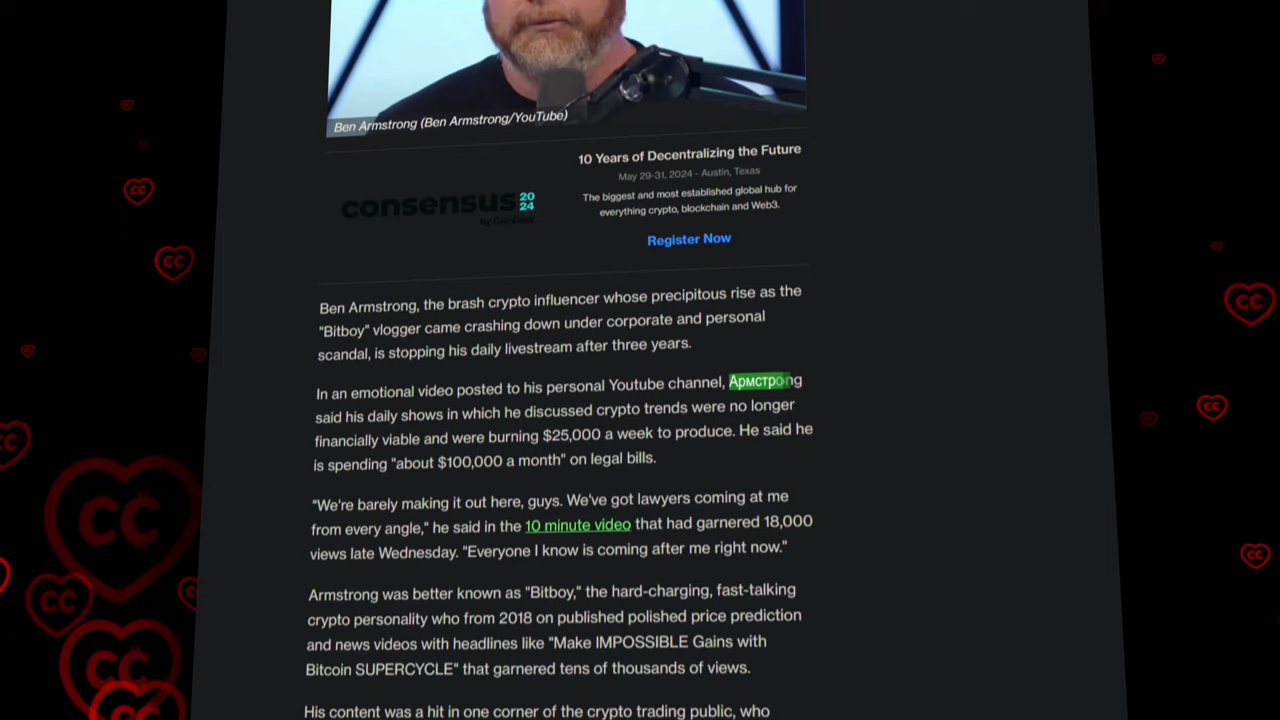 Ben Armstrong (Ben Armstrong/YouTube)
consensus 20
24
by CoinDesk
10 Years of Decentralizing the Future
May 29-31, 2024 - Austin, Texas
The biggest and most established global hub for
everything crypto, blockchain and Web3.
Register Now
Ben Armstrong, the brash crypto influencer whose precipitous rise as the
"Bitboy" vlogger came crashing down under corporate and personal
scandal, is stopping his daily livestream after three years.
In an emotional video posted to his personal Youtube channel, Армстроng
said his daily shows in which he discussed crypto trends were no longer
financially viable and were burning $25,000 a week to produce. He said he
is spending "about $100,000 a month" on legal bills.
"We're barely making it out here, guys. We've got lawyers coming at me
from every angle," he said in the 10 minute video that had garnered 18,000
views late Wednesday. "Everyone I know is coming after me right now."
Armstrong was better known as "Bitboy," the hard-charging, fast-talking
crypto personality who from 2018 on published polished price prediction
and news videos with headlines like "Make IMPOSSIBLE Gains with
Bitcoin SUPERCYCLE" that garnered tens of thousands of views.
His content was a hit in one corner of the crypto trading public, who